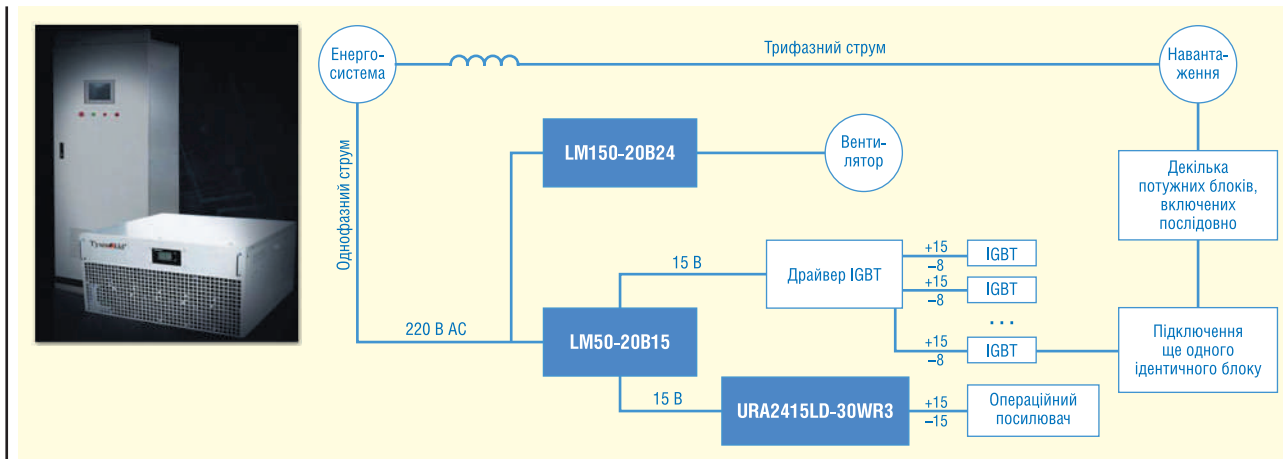 Енерго-
система
Трифазний струм
Наванта-
ження
Однофазний струм
LM150-20B24
Венти-
лятор
Декілька
потужних блоків,
включених
послідовно
15 В
Драйвер IGBT
+15
–8
IGBT
+15
–8
IGBT
...
+15
–8
IGBT
220 В AC
LM50-20B15
Підключення
ще одного
ідентичного блоку
15 В
URA2415LD-30WR3
+15
–15
Операційний
посилювач